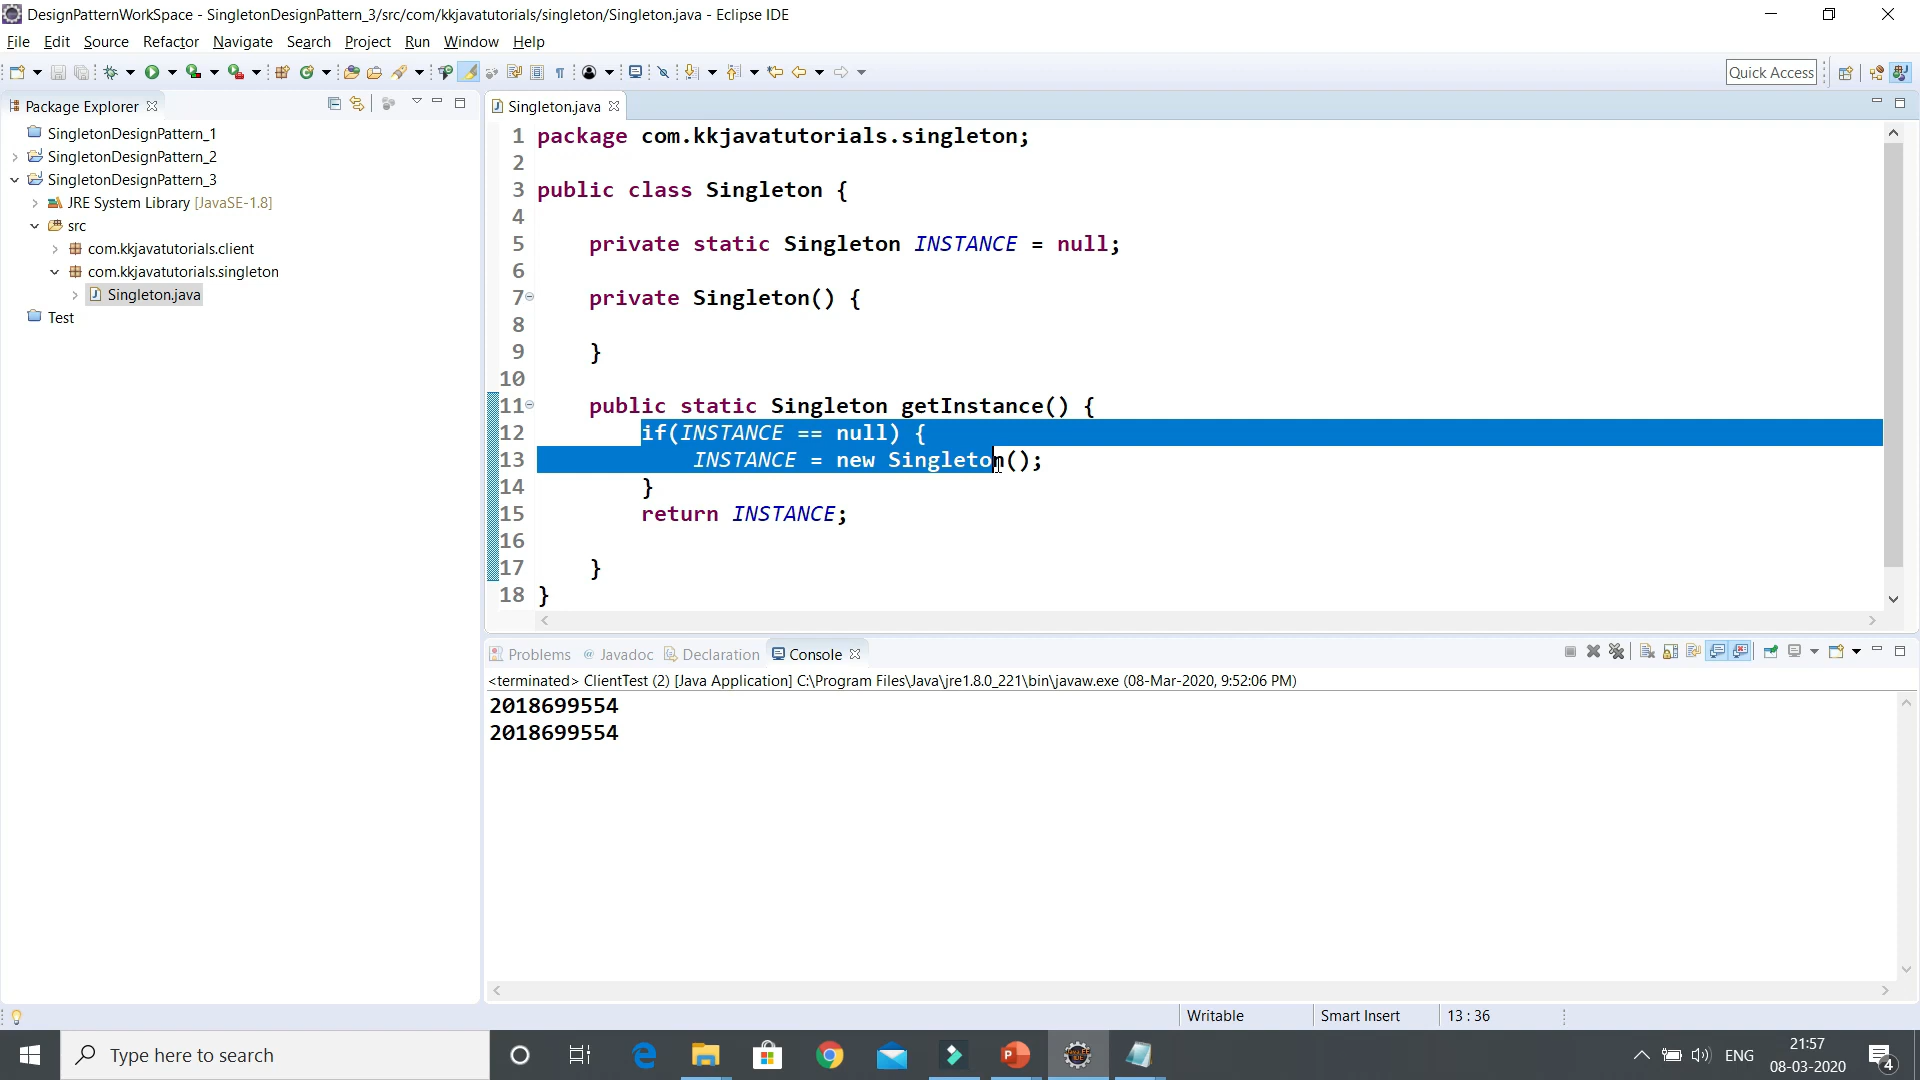 DesignPatternWorkSpace - SingletonDesignPattern_3/src/com/kkjavatutorials/singleton/Singleton.java - Eclipse IDE
File Edit Source Refactor Navigate Search Project Run Window Help
Quick Access
Package Explorer
SingletonDesignPattern_1
SingletonDesignPattern_2
SingletonDesignPattern_3
JRE System Library [JavaSE-1.8]
src
com.kkjavatutorials.client
com.kkjavatutorials.singleton
Singleton.java
Test
Singleton.java
1 package com.kkjavatutorials.singleton;
2
3 public class Singleton {
4
5 private static Singleton INSTANCE = null;
6
7 private Singleton() {
8
9 }
10
11 public static Singleton getInstance() {
12 if(INSTANCE == null) {
13 INSTANCE = new Singleton();
14 }
15 return INSTANCE;
16
17 }
18 }
Problems @ Javadoc Declaration Console
<terminated> ClientTest (2) [Java Application] C:\Program Files\Java\jre1.8.0_221\bin\javaw.exe (08-Mar-2020, 9:52:06 PM)
2018699554
2018699554
Writable Smart Insert 13 : 36
Type here to search
ENG
21:57
08-03-2020
4